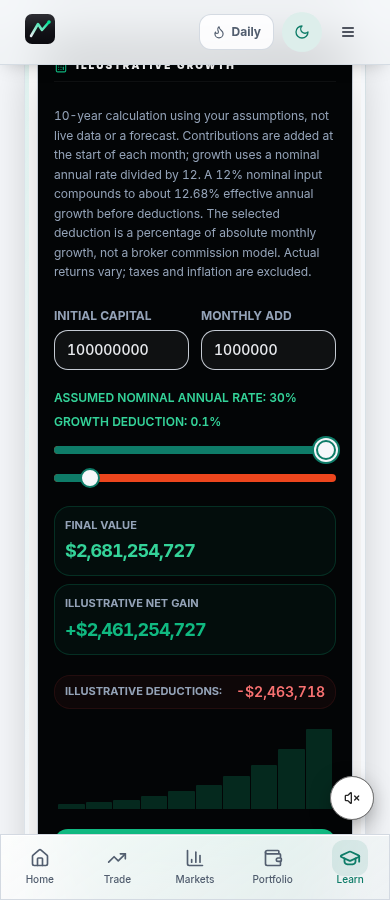 Daily
ILLUSTRATIVE GROWTH
10-year calculation using your assumptions, not
live data or a forecast. Contributions are added at
the start of each month; growth uses a nominal
annual rate divided by 12. A 12% nominal input
compounds to about 12.68% effective annual
growth before deductions. The selected
deduction is a percentage of absolute monthly
growth, not a broker commission model. Actual
returns vary; taxes and inflation are excluded.
INITIAL CAPITAL
MONTHLY ADD
100000000
1000000
ASSUMED NOMINAL ANNUAL RATE: 30%
GROWTH DEDUCTION: 0.1%
FINAL VALUE
$2,681,254,727
ILLUSTRATIVE NET GAIN
+$2,461,254,727
ILLUSTRATIVE DEDUCTIONS: -$2,463,718
Home
Trade
Markets
Portfolio
Learn